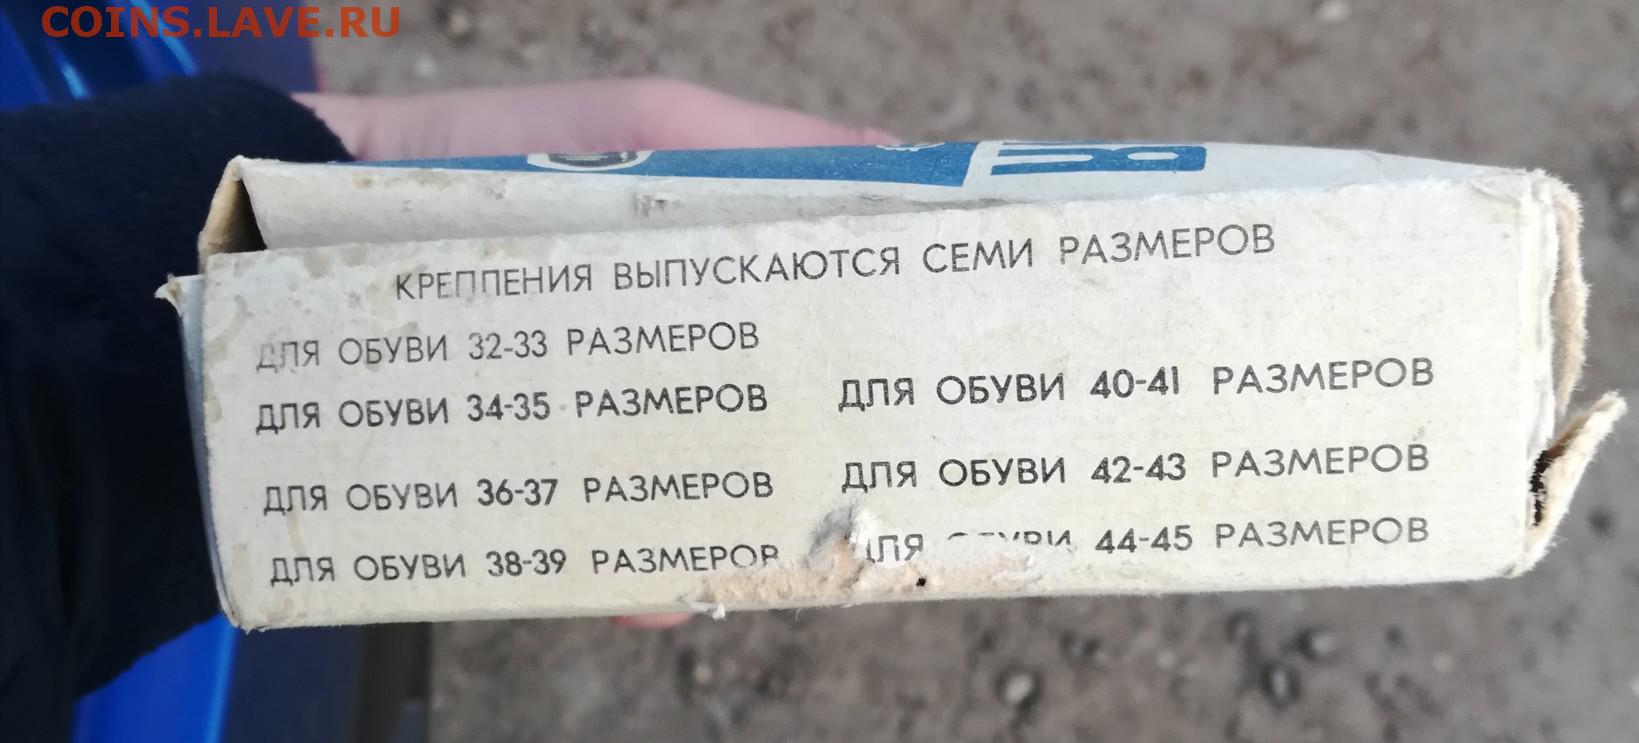 COINS.LAVE.RU
КРЕППЕНИЯ ВЫПУСКАЮТСЯ СЕМИ РАЗМЕРОВ
ДЛЯ ОБУВИ 32-33 РАЗМЕРОВ
ДЛЯ ОБУВИ 34-35 РАЗМЕРОВ
ДЛЯ ОБУВИ 36-37 РАЗМЕРОВ
ДЛЯ ОБУВИ 38-39 РАЗМЕРОВ
ДЛЯ ОБУВИ 40-41 РАЗМЕРОВ
ДЛЯ ОБУВИ 42-43 РАЗМЕРОВ
ДЛЯ ОБУВИ 44-45 РАЗМЕРОВ